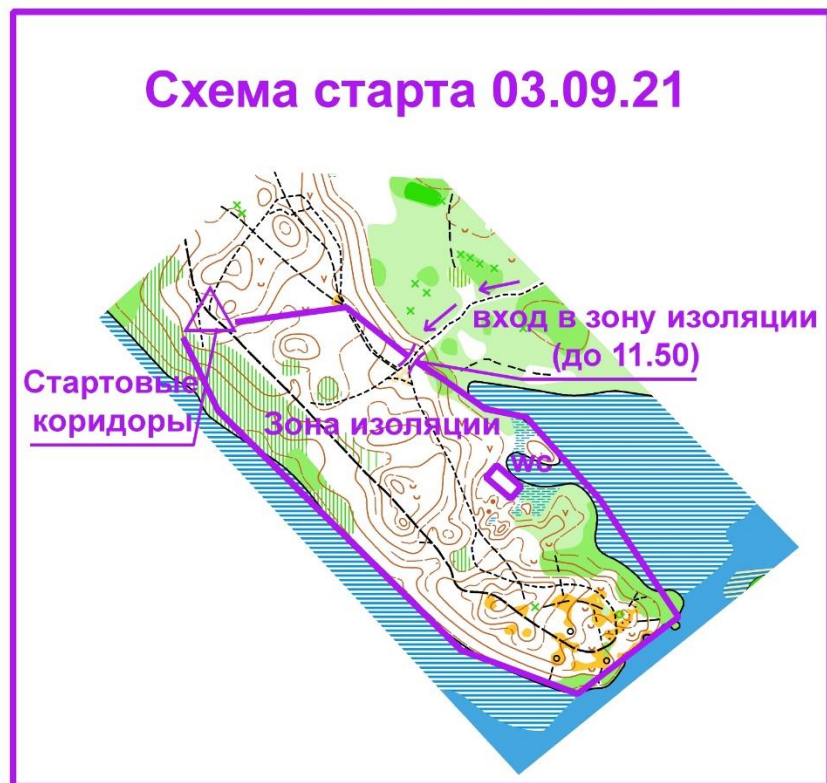 Схема старта 03.09.21
вход в зону изоляции
(до 11.50)
Стартовые
коридоры
Зона изоляции
WC